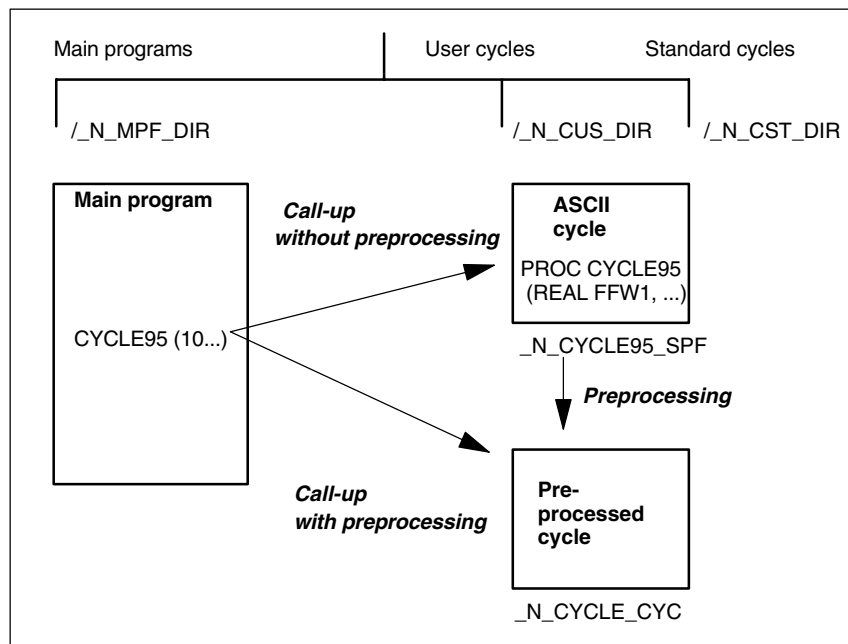 Main programs
User cycles
Standard cycles
/_N_MPF_DIR
/_N_CUS_DIR
/_N_CST_DIR
Main program
CYCLE95 (10...)
Call-up
without preprocessing
ASCII
cycle
PROC CYCLE95
(REAL FFW1, ...)
_N_CYCLE95_SPF
Preprocessing
Call-up
with preprocessing
Pre-
processed
cycle
_N_CYCLE_CYC